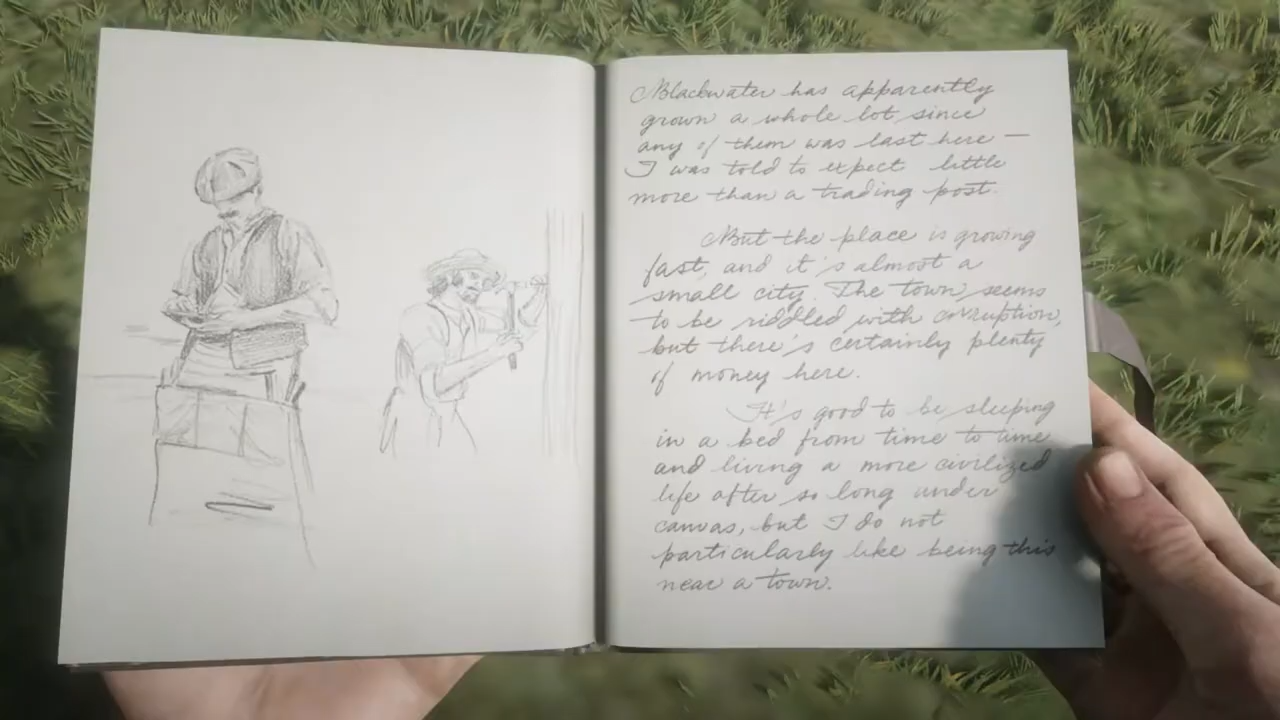 Blackwater has apparently
grown a whole lot since
any of them was last here —
I was told to expect little
more than a trading post.
But the place is growing
fast, and it's almost a
small city. The town seems
to be riddled with corruption,
but there's certainly plenty
of money here.
It's good to be sleeping
in a bed from time to time
and living a more civilized
life after so long under
canvas, but I do not
particularly like being this
near a town.